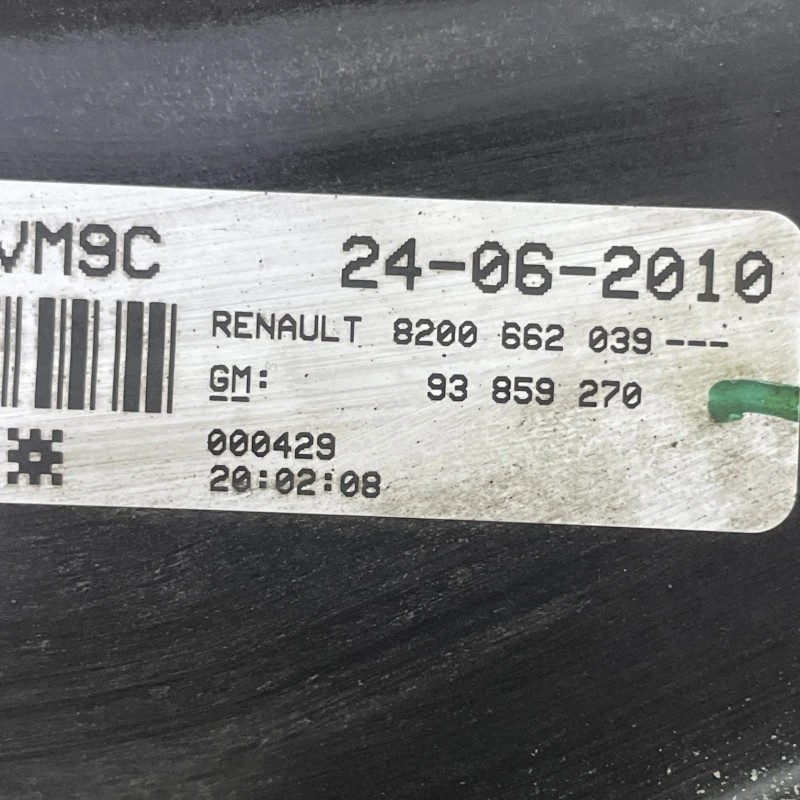 VM9C 24-06-2010
RENAULT 8200 662 039 ---
GM: 93 859 270
000429
20:02:08